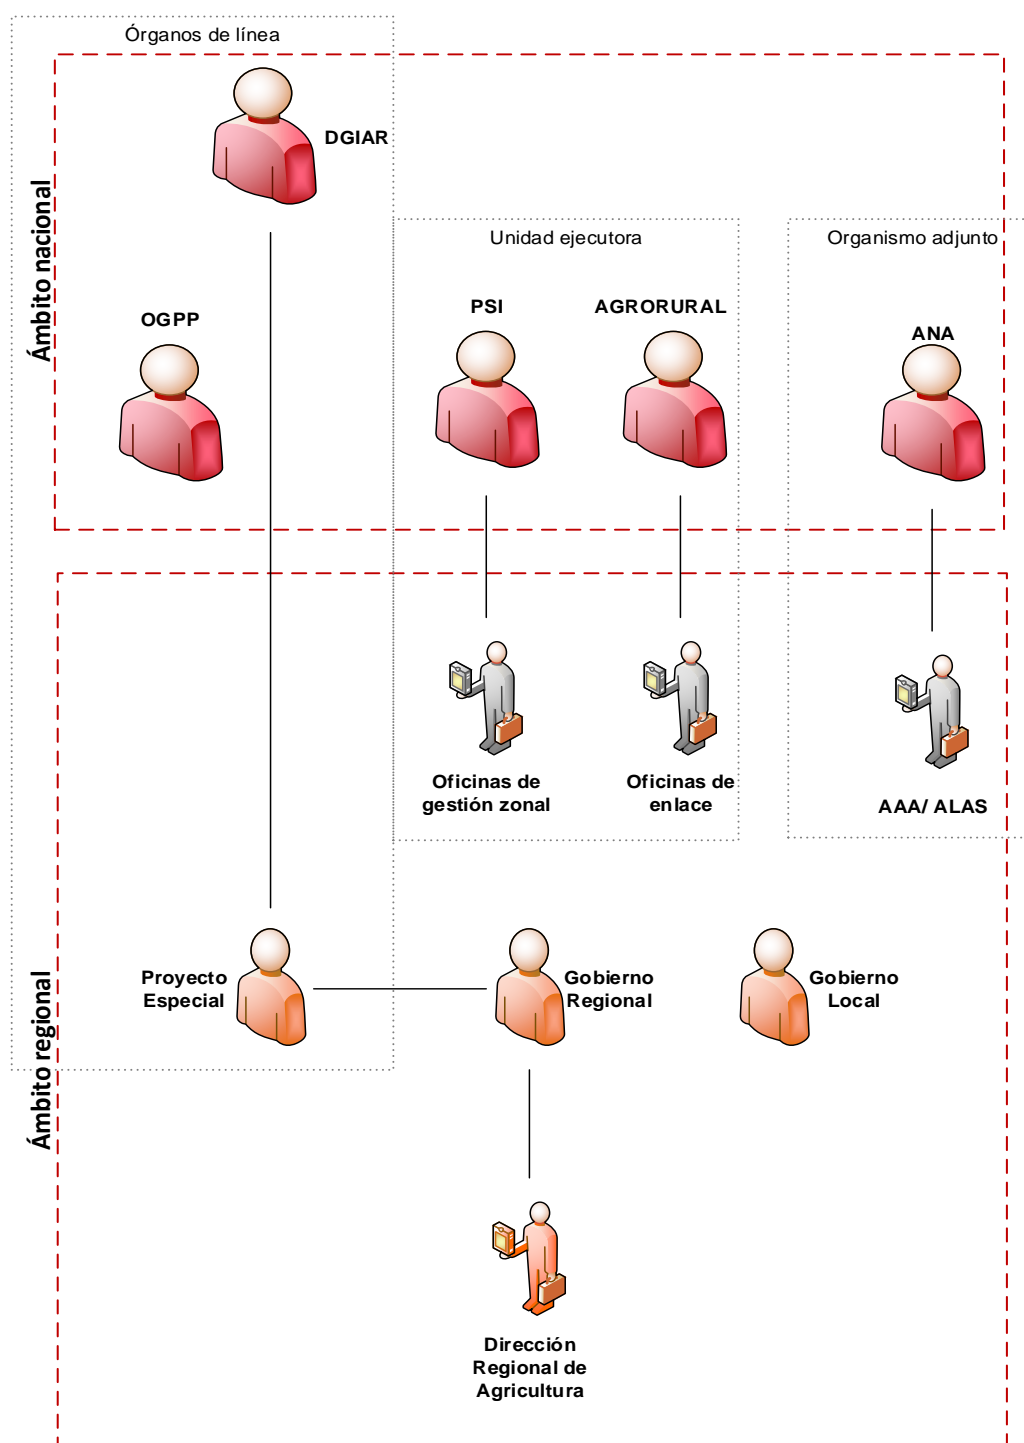 Órganos de línea
DGIAR
Ámbito nacional
Unidad ejecutora
Organismo adjunto
OGPP
PSI
AGRORURAL
ANA
Oficinas de
gestión zonal
Oficinas de
enlace
AAA/ ALAS
Ámbito regional
Proyecto
Especial
Gobierno
Regional
Gobierno
Local
Dirección
Regional de
Agricultura